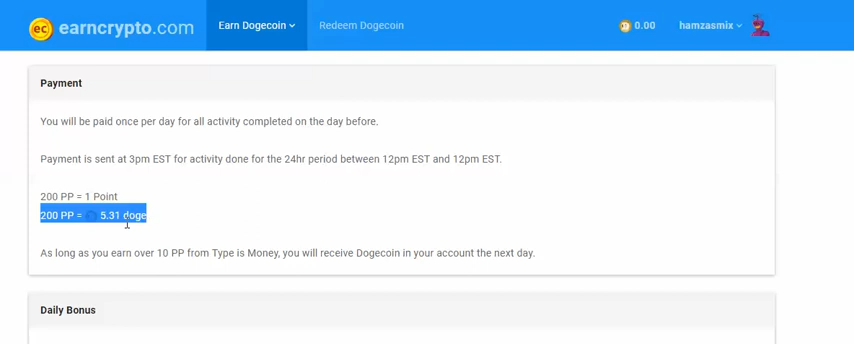 ec earncrypto.com Earn Dogecoin Redeem Dogecoin 0.00 hamzasmix
Payment
You will be paid once per day for all activity completed on the day before.
Payment is sent at 3pm EST for activity done for the 24hr period between 12pm EST and 12pm EST.
200 PP = 1 Point
200 PP = 5.31 doge
As long as you earn over 10 PP from Type is Money, you will receive Dogecoin in your account the next day.
Daily Bonus